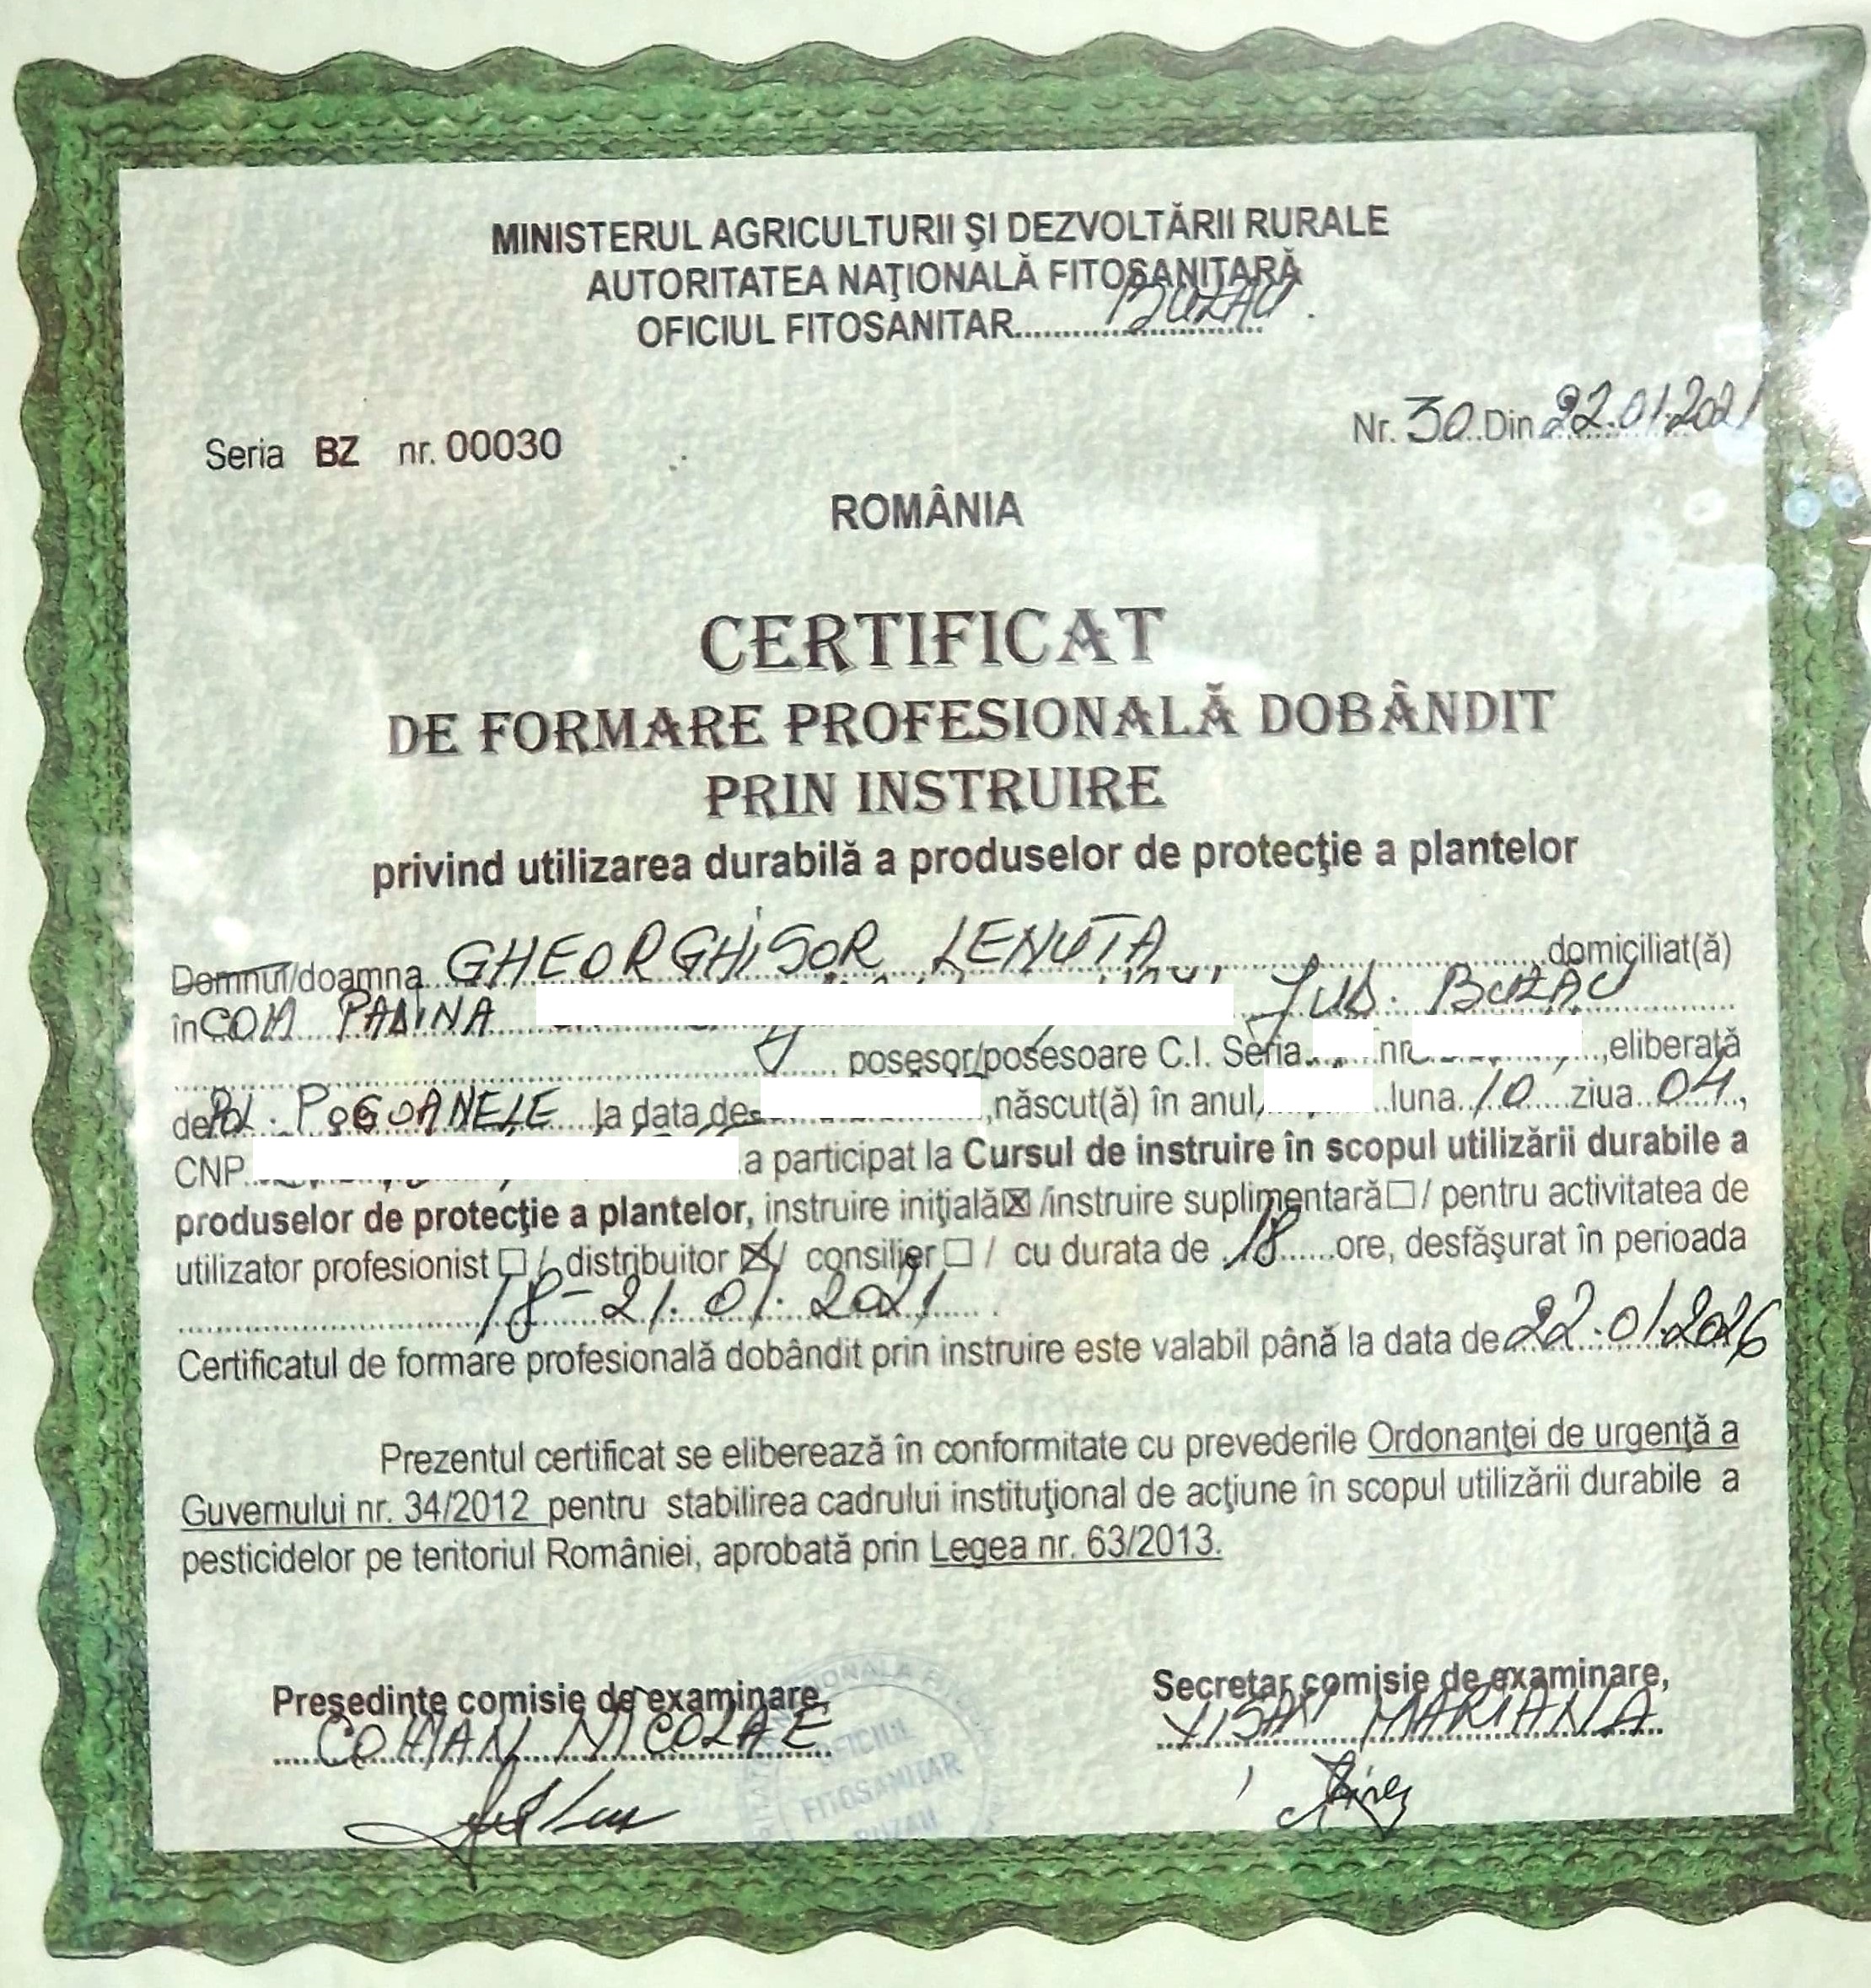 MINISTERUL AGRICULTURII ŞI DEZVOLTĂRII RURALE
AUTORITATEA NAŢIONALĂ FITOSANITARĂ
OFICIUL FITOSANITAR BUZAU
Seria BZ nr. 00030
Nr. 30 Din 22.01.2021
ROMÂNIA
CERTIFICAT
DE FORMARE PROFESIONALĂ DOBÂNDIT
PRIN INSTRUIRE
privind utilizarea durabilă a produselor de protecţie a plantelor
Domnul/doamna GHEORGHISOR LENUTA domiciliat(ă)
în COM PADINA JUD. BUZĂU
posesor/posesoare C.I. Seria nr ,eliberată
de POL. POGOANELE la data de ,născut(ă) în anul luna 10 ziua 04,
CNP a participat la Cursul de instruire în scopul utilizării durabile a
produselor de protecţie a plantelor, instruire iniţială☒/instruire suplimentară☐/ pentru activitatea de
utilizator profesionist ☐/ distribuitor ☒/ consilier ☐ / cu durata de 18 ore, desfăşurat în perioada
18-21.01.2021
Certificatul de formare profesională dobândit prin instruire este valabil până la data de 22.01.2026
Prezentul certificat se eliberează în conformitate cu prevederile Ordonanţei de urgenţă a
Guvernului nr. 34/2012 pentru stabilirea cadrului instituţional de acţiune în scopul utilizării durabile a
pesticidelor pe teritoriul României, aprobată prin Legea nr. 63/2013.
Preşedinte comisie de examinare,
COMAN NICOLAE
Secretar comisie de examinare,
VISAN MARIANA
OFICIUL
FITOSANITAR
BUZAU